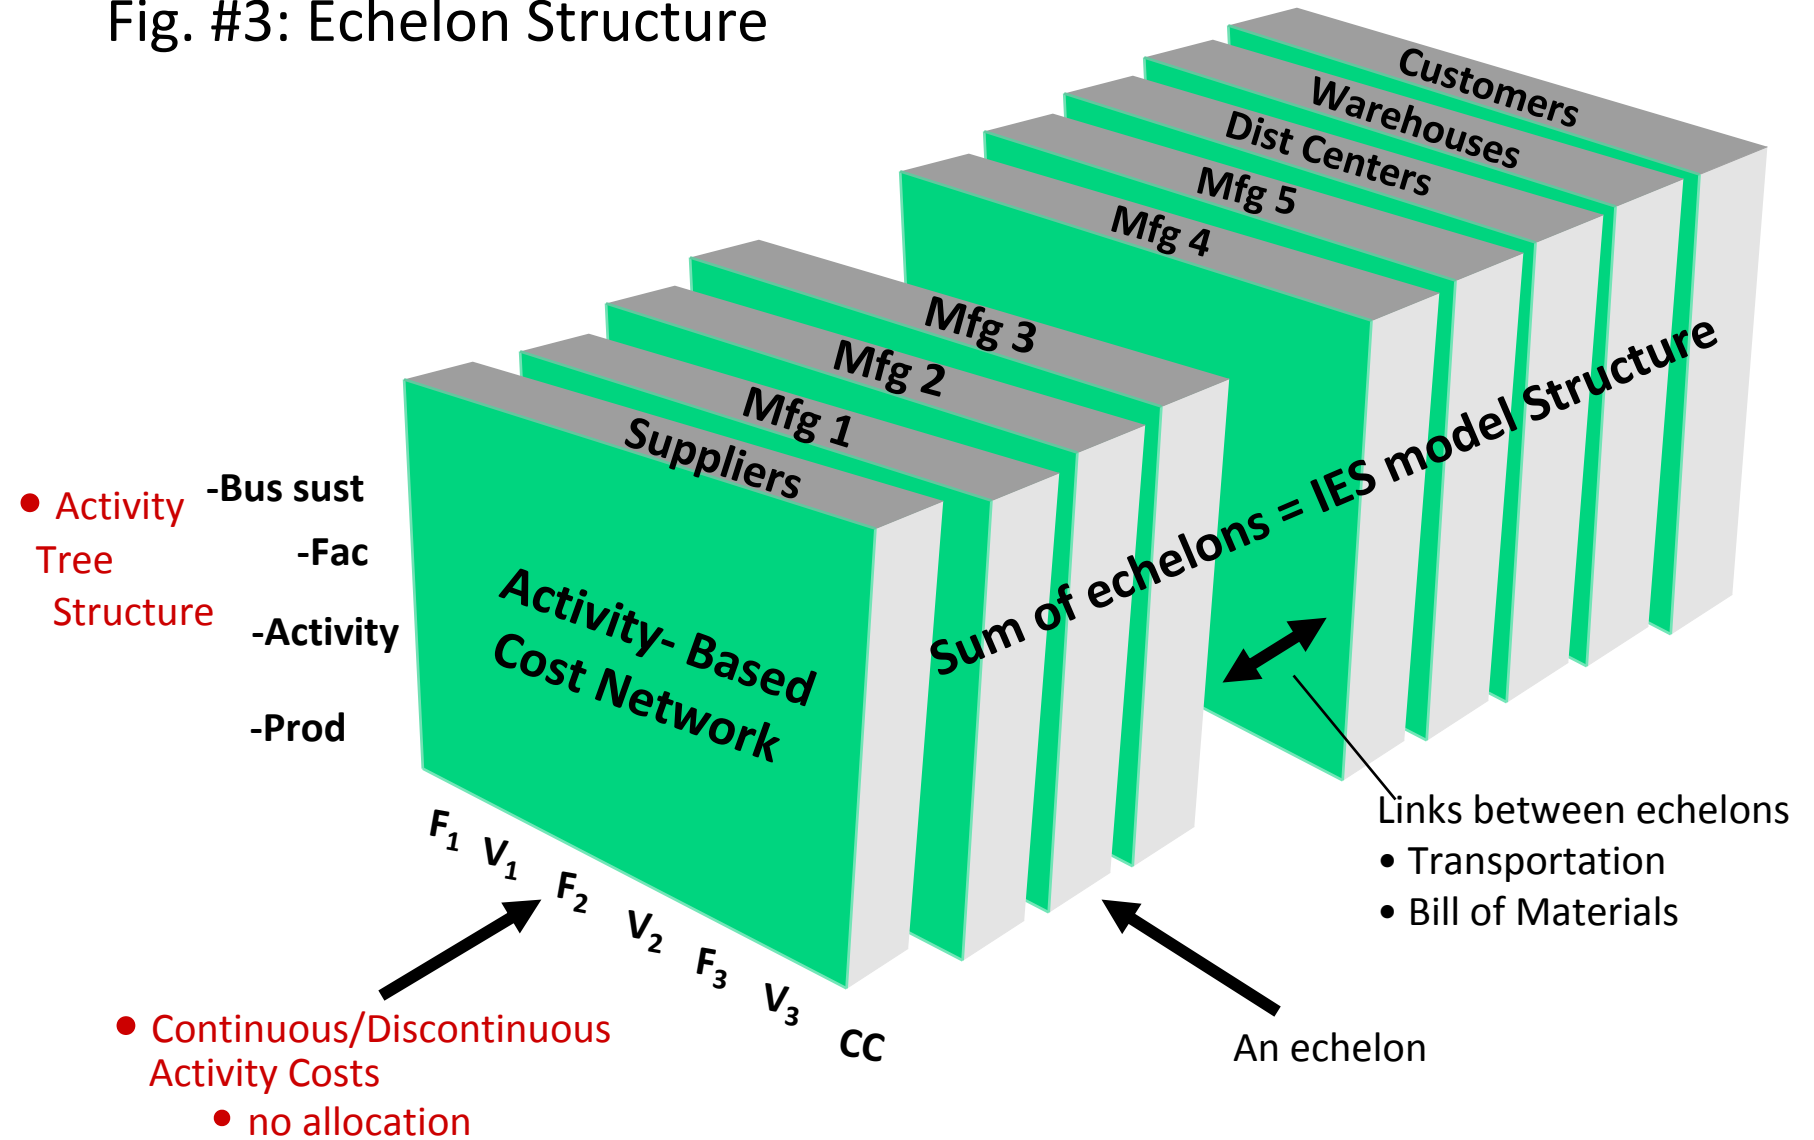 Fig. #3: Echelon Structure
Customers
Warehouses
Dist Centers
Mfg 5
Mfg 4
Mfg 3
Mfg 2
Mfg 1
Suppliers
• Activity
Tree
Structure
-Bus sust
-Fac
-Activity
-Prod
Activity- Based
Cost Network
Sum of echelons = IES model Structure
F1 V1 F2 V2 F3 V3 CC
Links between echelons
• Transportation
• Bill of Materials
An echelon
• Continuous/Discontinuous
Activity Costs
• no allocation